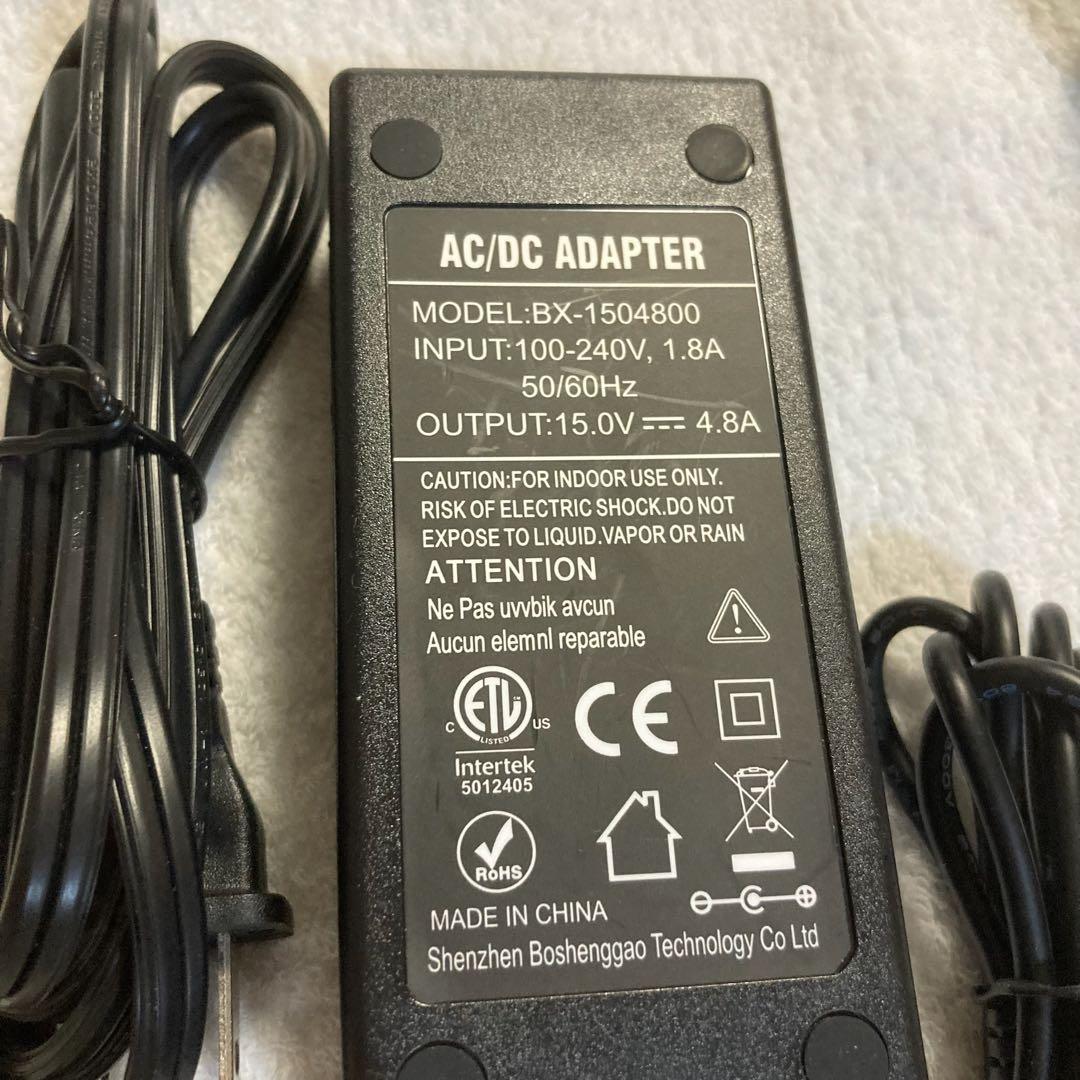 AC/DC ADAPTER
MODEL:BX-1504800
INPUT:100-240V, 1.8A
50/60Hz
OUTPUT:15.0V ⎓ 4.8A
CAUTION:FOR INDOOR USE ONLY.
RISK OF ELECTRIC SHOCK.DO NOT
EXPOSE TO LIQUID.VAPOR OR RAIN
ATTENTION
Ne Pas uvvbik avcun
Aucun elemnl reparable
C ETL US
LISTED
CE
Intertek
5012405
RoHS
MADE IN CHINA
Shenzhen Boshenggao Technology Co Ltd